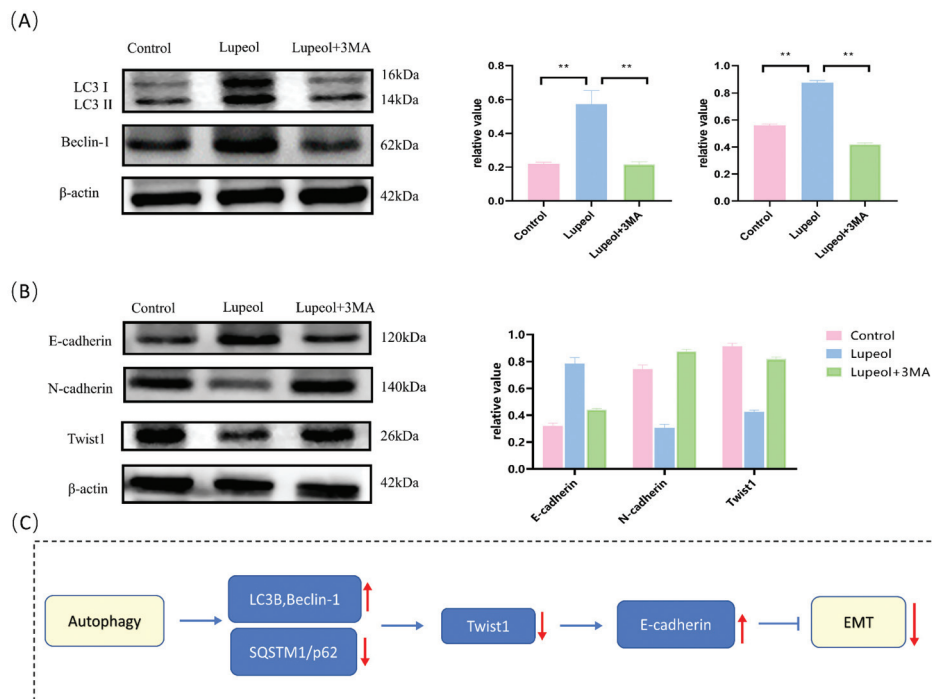 (A)
Control Lupeol Lupeol+3MA
LC3 I 16kDa
LC3 II 14kDa
Beclin-1 62kDa
β-actin 42kDa
relative value
0.8
0.6
0.4
0.2
0.0
** **
Control Lupeol Lupeol+3MA
relative value
1.0
0.8
0.6
0.4
0.2
0.0
** **
Control Lupeol Lupeol+3MA
(B)
Control Lupeol Lupeol+3MA
E-cadherin 120kDa
N-cadherin 140kDa
Twist1 26kDa
β-actin 42kDa
relative value
1.0
0.8
0.6
0.4
0.2
0.0
E-cadherin N-cadherin Twist1
Control
Lupeol
Lupeol+3MA
(C)
Autophagy
LC3B,Beclin-1
SQSTM1/p62
Twist1
E-cadherin
EMT